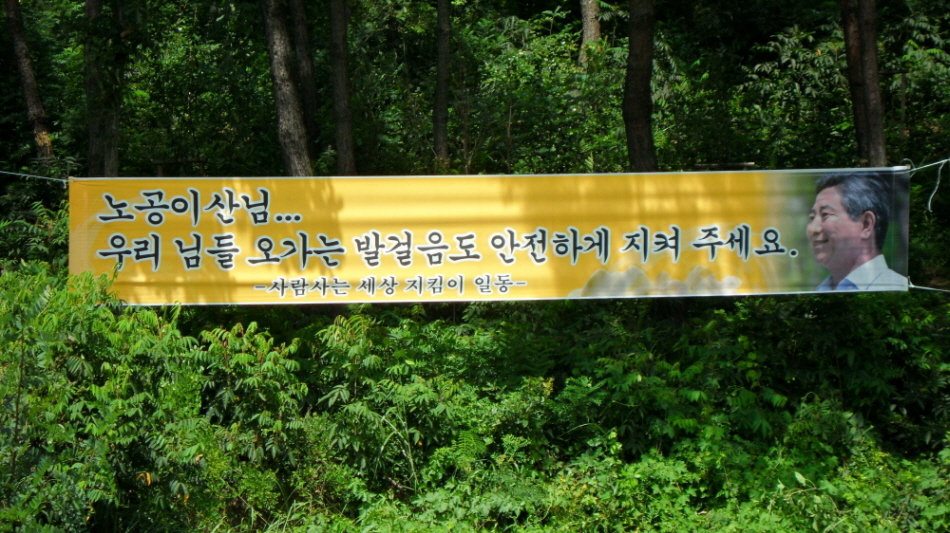 노공이산님...
우리 님들 오가는 발걸음도 안전하게 지켜 주세요.
-사람사는 세상 지킴이 일동-